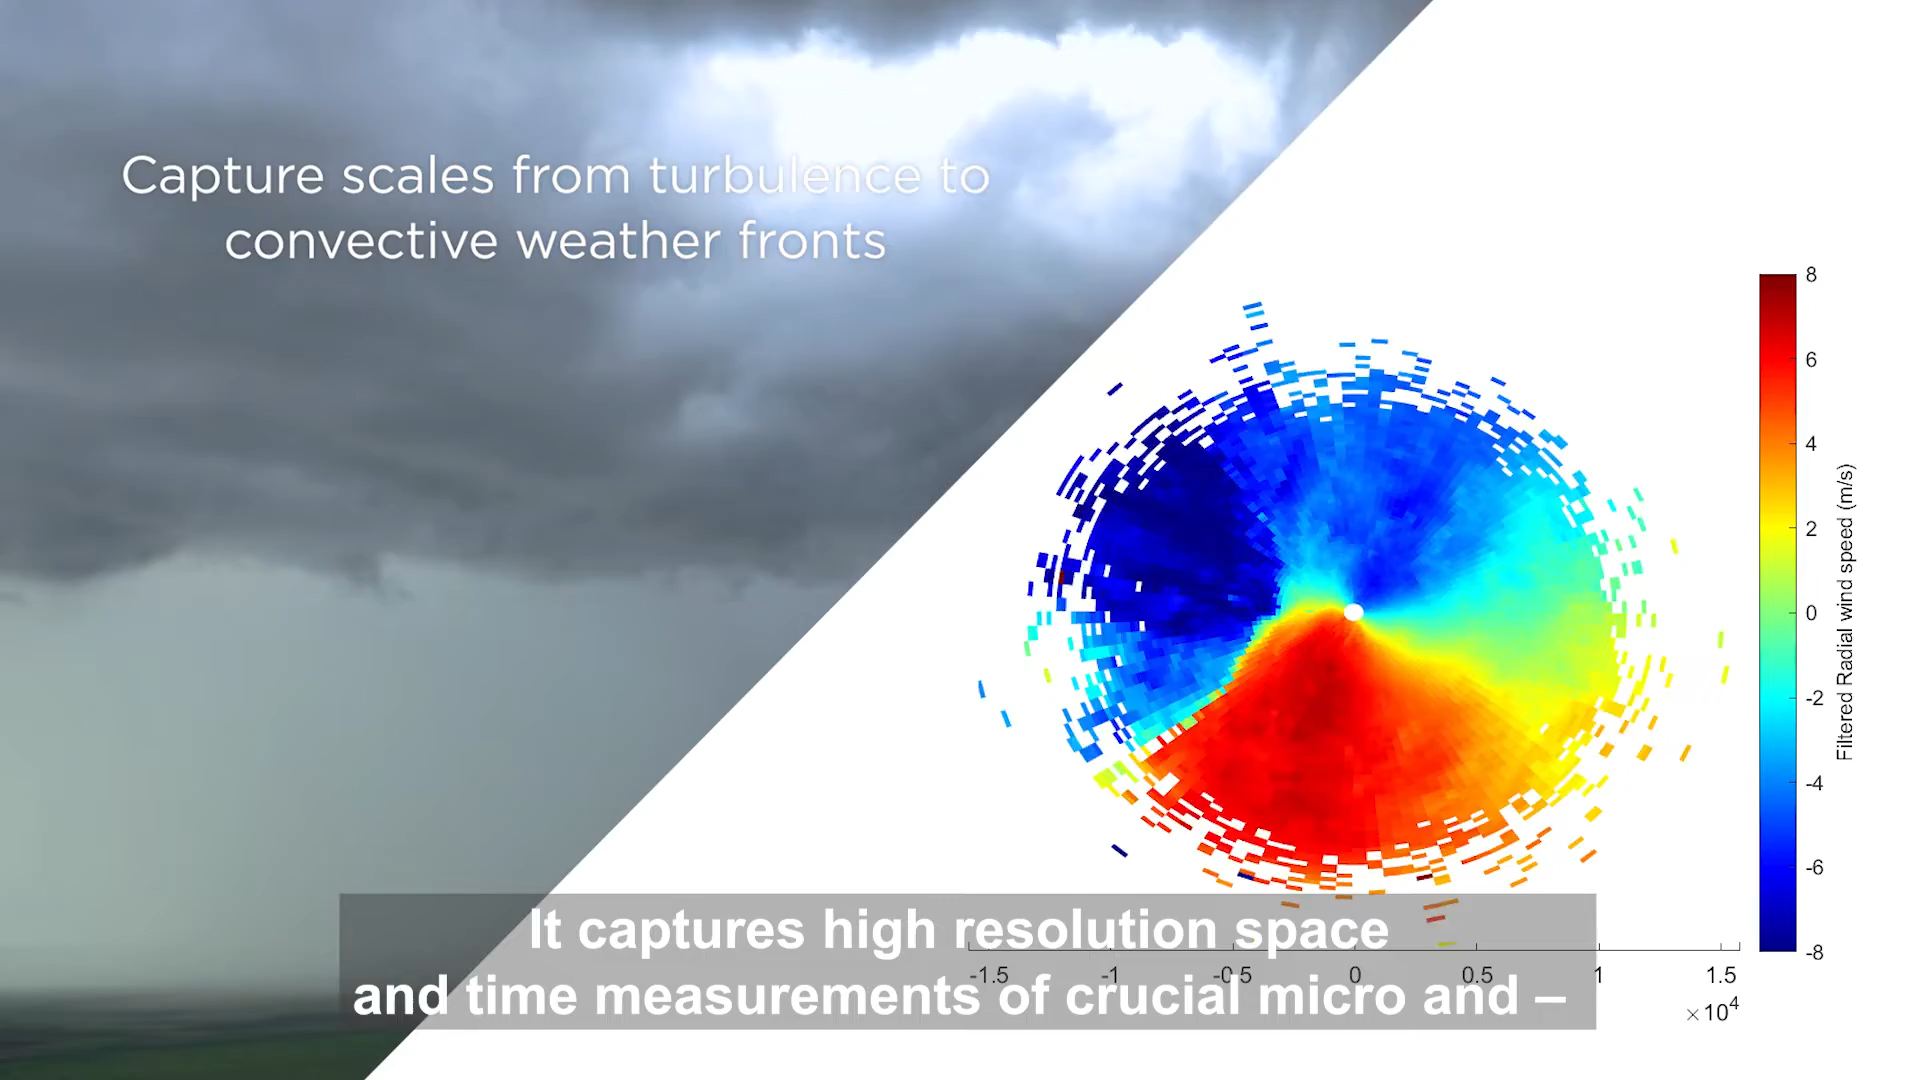 Capture scales from turbulence to
convective weather fronts
8
6
4
2
0
-2
-4
-6
-8
Filtered Radial wind speed (m/s)
It captures high resolution space
and time measurements of crucial micro and –
-1.5 -1 -0.5 0 0.5 1 1.5
×10⁴